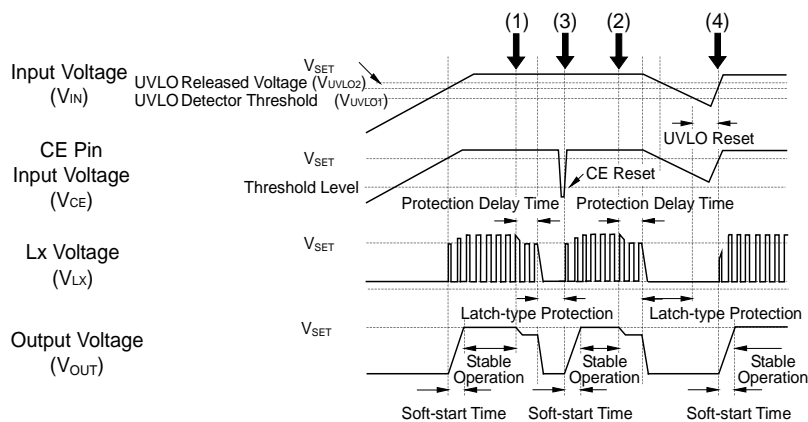 (1) (3) (2) (4)
VSET
Input Voltage
(VIN)
UVLO Released Voltage (VUVLO2)
UVLO Detector Threshold (VUVLO1)
UVLO Reset
CE Pin
Input Voltage
(VCE)
VSET
Threshold Level
CE Reset
Protection Delay Time Protection Delay Time
Lx Voltage
(VLX)
VSET
Latch-type Protection Latch-type Protection
Output Voltage
(VOUT)
VSET
Stable
Operation
Stable
Operation
Stable
Operation
Soft-start Time Soft-start Time Soft-start Time